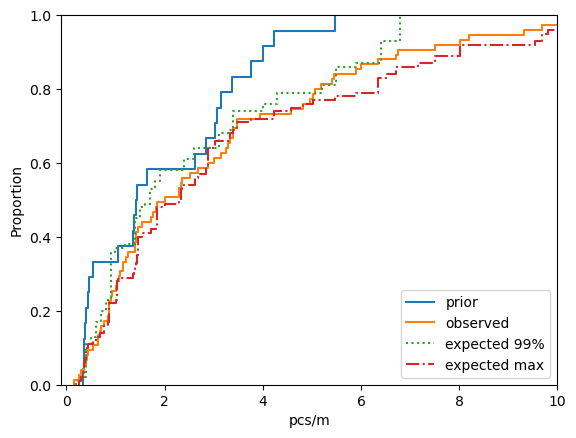 1.0
0.8
0.6
0.4
0.2
0.0
Proportion
0 2 4 6 8 10
pcs/m
prior
observed
expected 99%
expected max